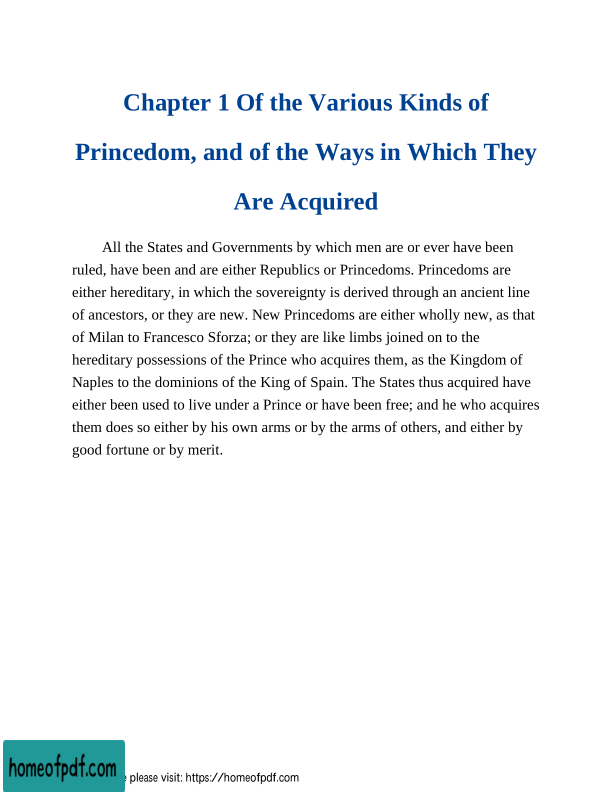 Chapter 1 Of the Various Kinds of
Princedom, and of the Ways in Which They
Are Acquired
All the States and Governments by which men are or ever have been
ruled, have been and are either Republics or Princedoms. Princedoms are
either hereditary, in which the sovereignty is derived through an ancient line
of ancestors, or they are new. New Princedoms are either wholly new, as that
of Milan to Francesco Sforza; or they are like limbs joined on to the
hereditary possessions of the Prince who acquires them, as the Kingdom of
Naples to the dominions of the King of Spain. The States thus acquired have
either been used to live under a Prince or have been free; and he who acquires
them does so either by his own arms or by the arms of others, and either by
good fortune or by merit.
homeofpdf.com
please visit: https://homeofpdf.com